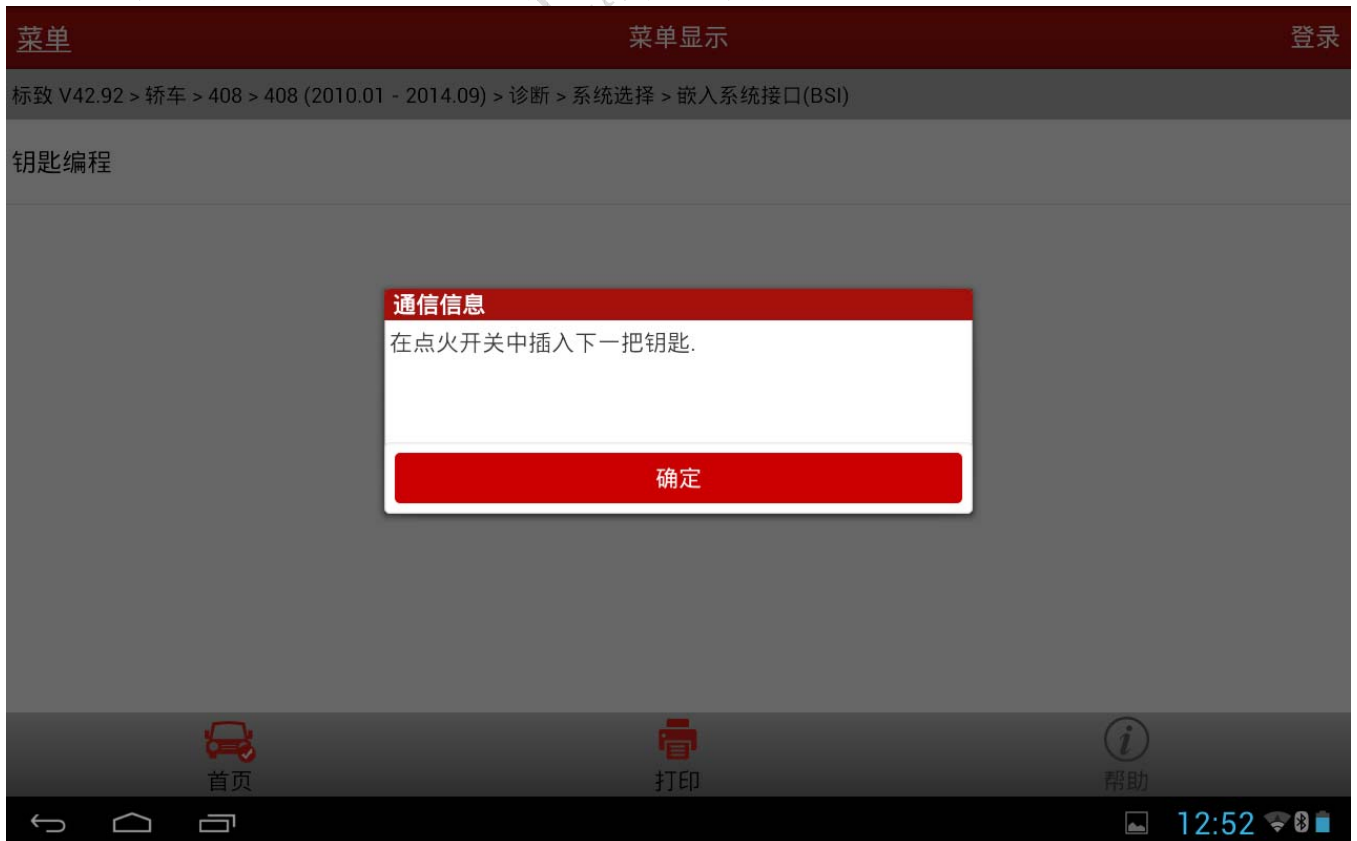 菜单
菜单显示
登录
标致 V42.92 > 轿车 > 408 > 408 (2010.01 - 2014.09) > 诊断 > 系统选择 > 嵌入系统接口(BSI)
钥匙编程
通信信息
在点火开关中插入下一把钥匙.
确定
首页
打印
帮助
12:52